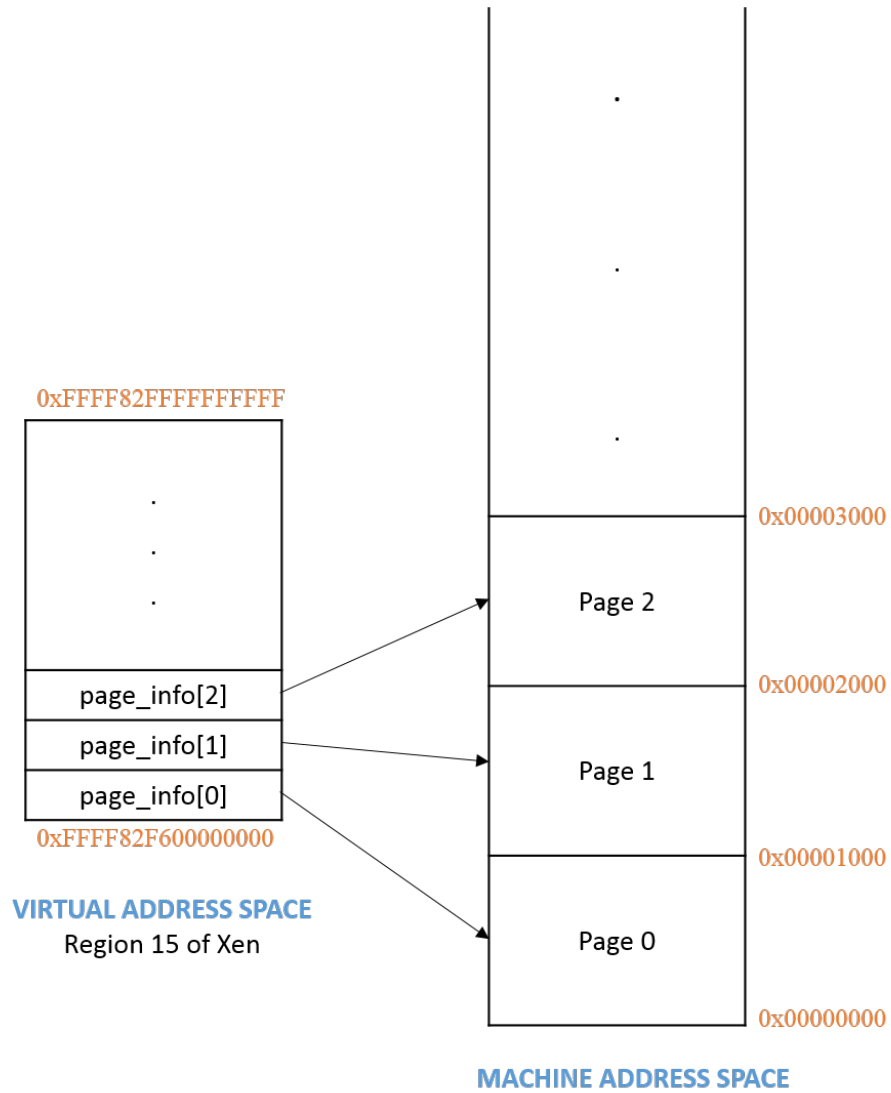 0xFFFF82FFFFFFFFFF
.
.
.
page_info[2]
page_info[1]
page_info[0]
0xFFFF82F600000000
VIRTUAL ADDRESS SPACE
Region 15 of Xen
.
.
.
0x00003000
Page 2
0x00002000
Page 1
0x00001000
Page 0
0x00000000
MACHINE ADDRESS SPACE